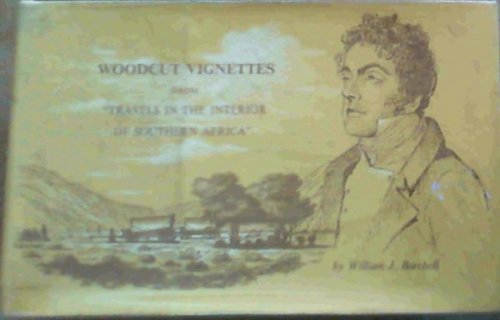 WOODCUT VIGNETTES
FROM
"TRAVELS IN THE INTERIOR
OF SOUTHERN AFRICA"
by William J. Burchell